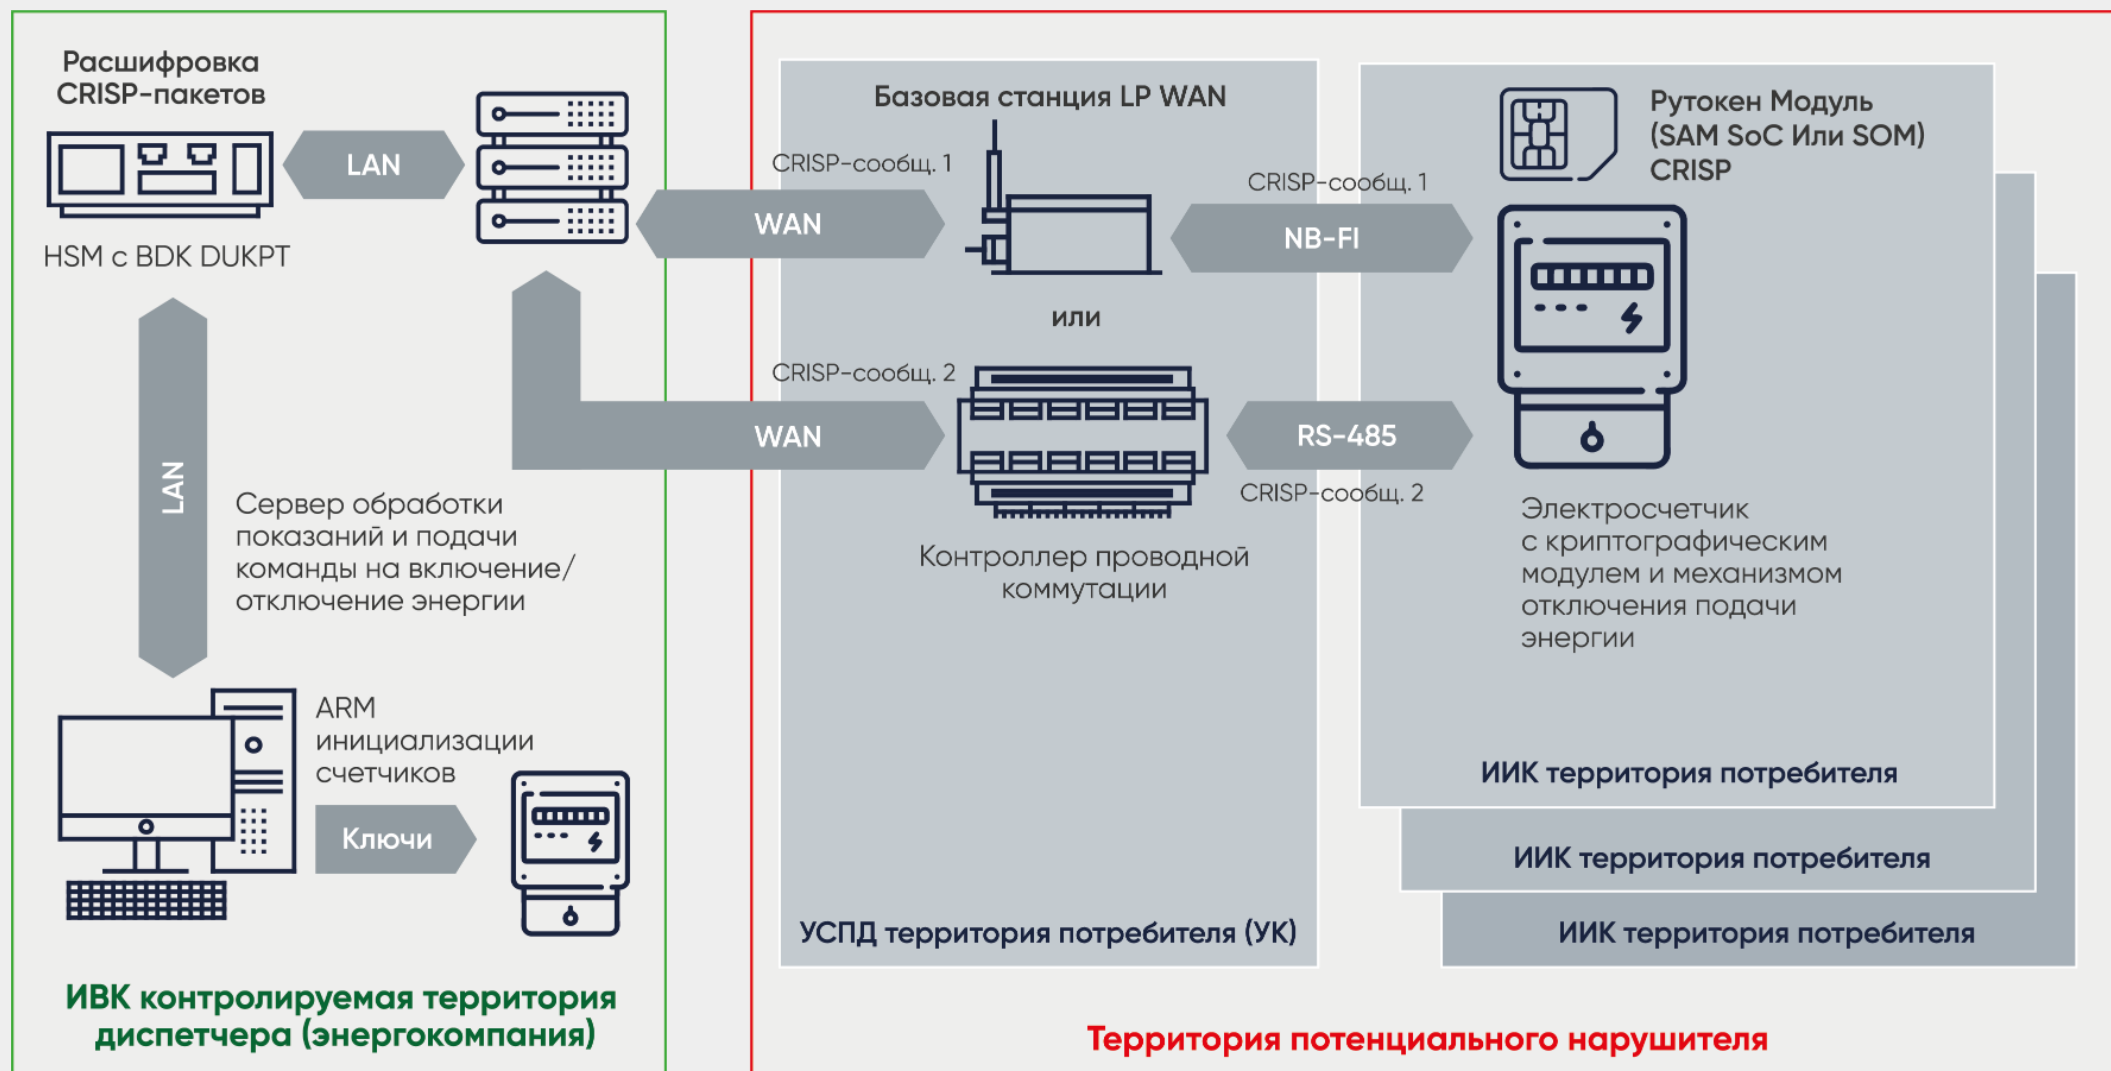 Расшифровка
CRISP-пакетов
LAN
HSM с BDK DUKPT
LAN
Сервер обработки
показаний и подачи
команды на включение/
отключение энергии
ARM
инициализации
счетчиков
Ключи
ИВК контролируемая территория
диспетчера (энергокомпания)
Базовая станция LP WAN
CRISP-сообщ. 1
WAN
CRISP-сообщ. 1
NB-FI
или
CRISP-сообщ. 2
WAN
RS-485
CRISP-сообщ. 2
Контроллер проводной
коммутации
УСПД территория потребителя (УК)
Рутокен Модуль
(SAM SoC Или SOM)
CRISP
Электросчетчик
с криптографическим
модулем и механизмом
отключения подачи
энергии
ИИК территория потребителя
ИИК территория потребителя
ИИК территория потребителя
Территория потенциального нарушителя